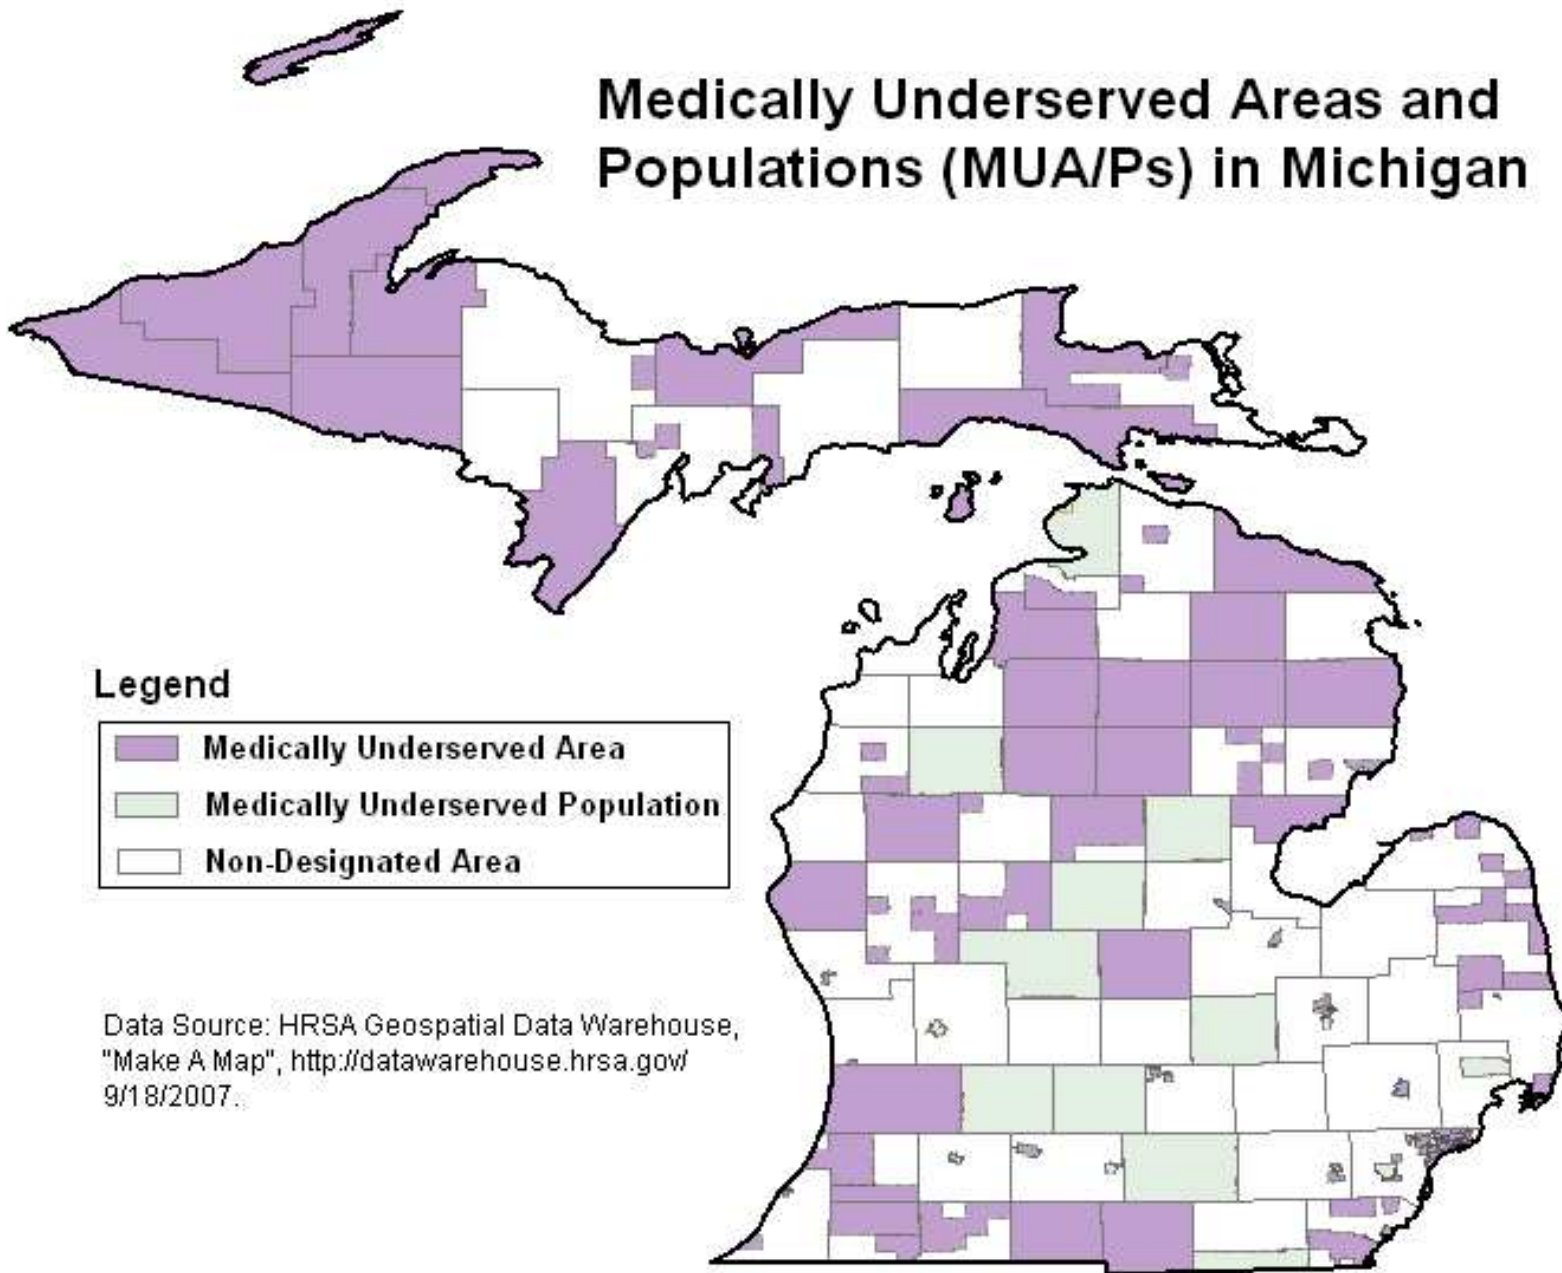 Medically Underserved Areas and
Populations (MUA/Ps) in Michigan
Legend
Medically Underserved Area
Medically Underserved Population
Non-Designated Area
Data Source: HRSA Geospatial Data Warehouse,
"Make A Map", http://datawarehouse.hrsa.gov/
9/18/2007.